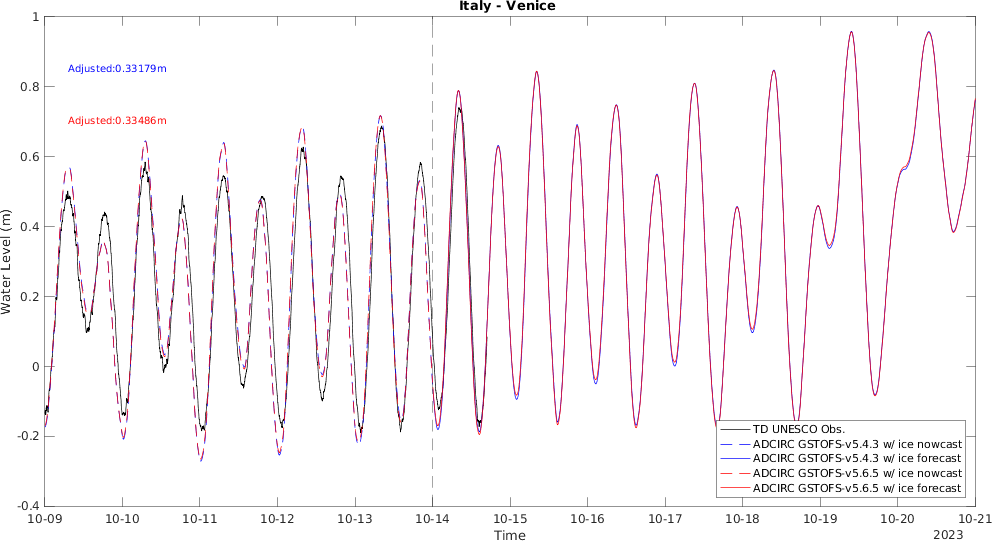 Italy - Venice
Adjusted:0.33179m
Adjusted:0.33486m
Water Level (m)
1
0.8
0.6
0.4
0.2
0
-0.2
-0.4
TD UNESCO Obs.
ADCIRC GSTOFS-v5.4.3 w/ ice nowcast
ADCIRC GSTOFS-v5.4.3 w/ ice forecast
ADCIRC GSTOFS-v5.6.5 w/ ice nowcast
ADCIRC GSTOFS-v5.6.5 w/ ice forecast
10-09 10-10 10-11 10-12 10-13 10-14 10-15 10-16 10-17 10-18 10-19 10-20 10-21
Time
2023